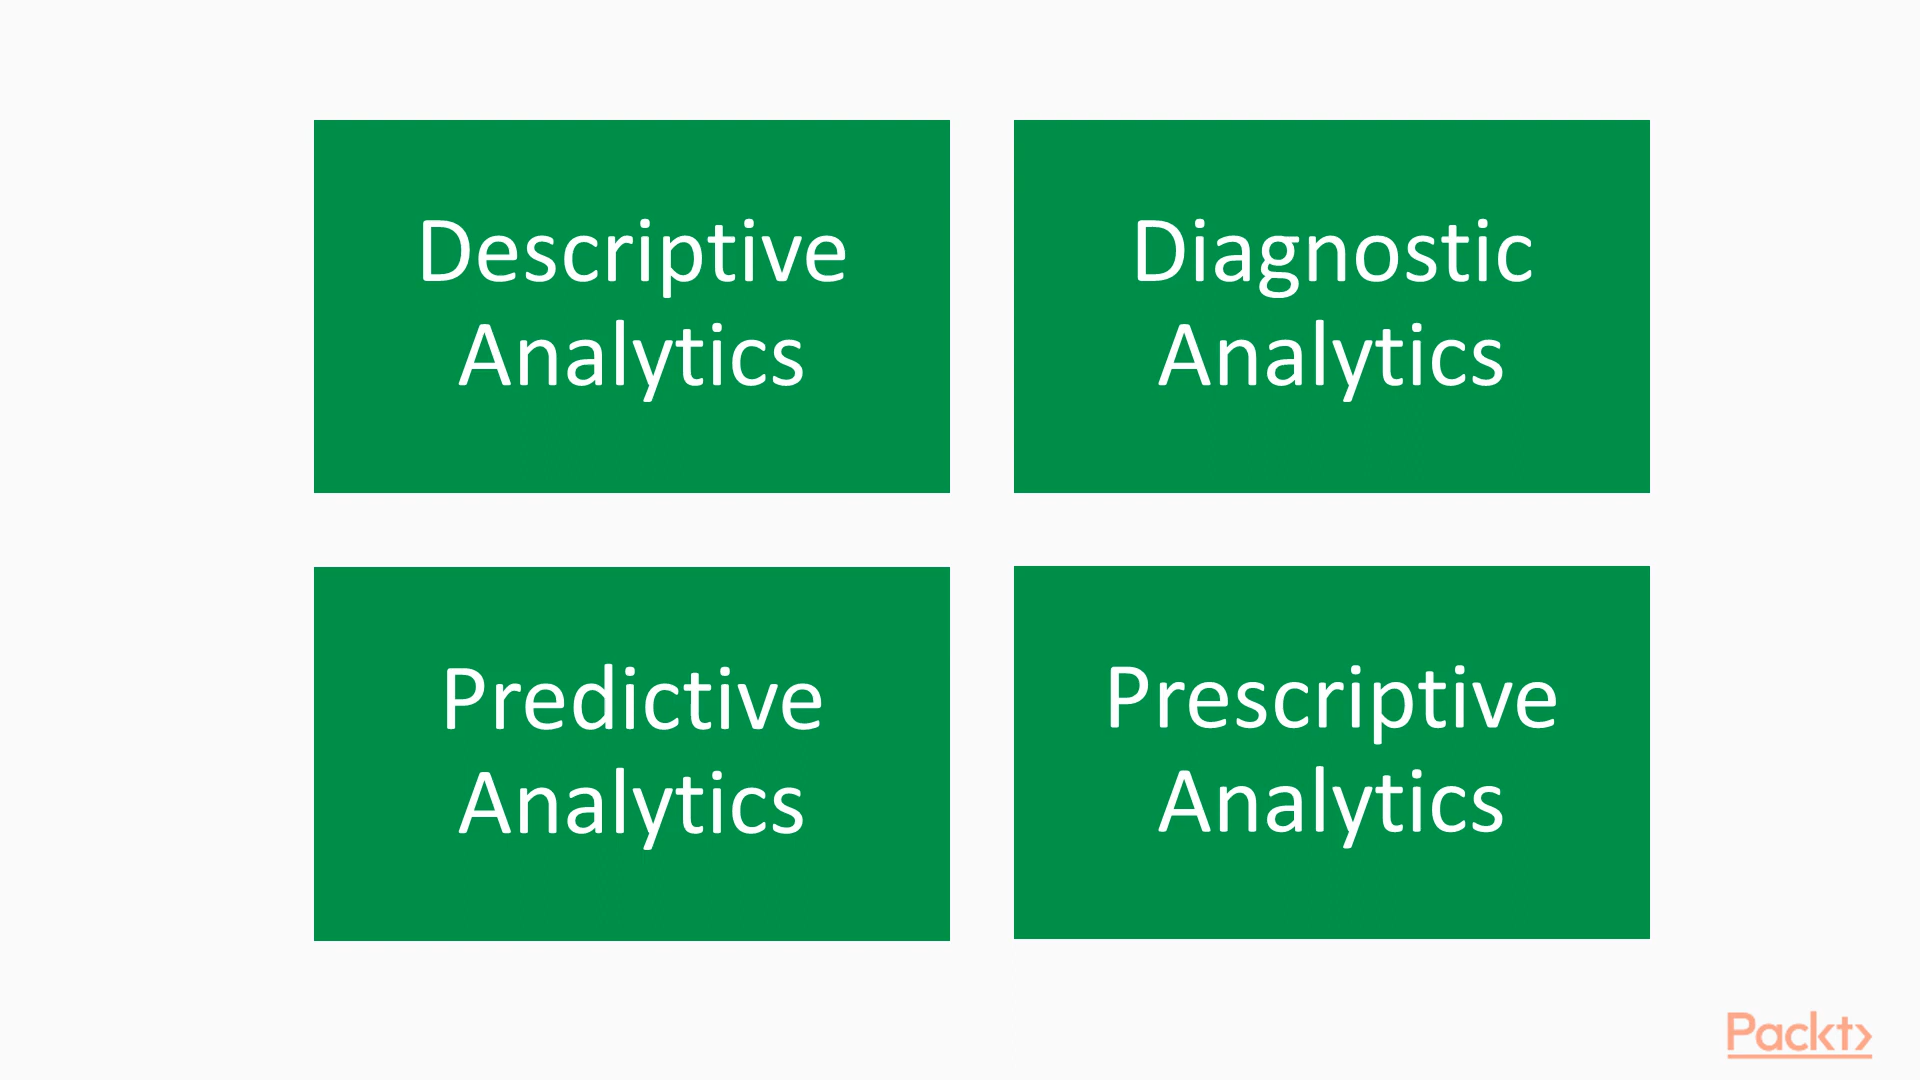 Descriptive
Analytics
Diagnostic
Analytics
Predictive
Analytics
Prescriptive
Analytics
Packt>